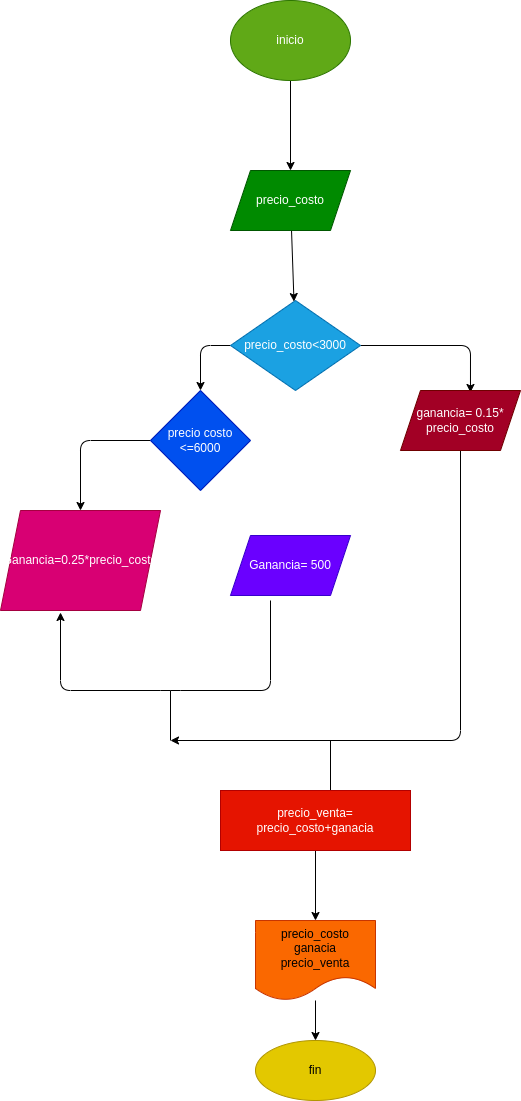 inicio
precio_costo
precio_costo<3000
ganancia= 0.15*
precio_costo
precio costo
<=6000
Ganancia=0.25*precio_costo
Ganancia= 500
precio_venta=
precio_costo+ganacia
precio_costo
ganacia
precio_venta
fin